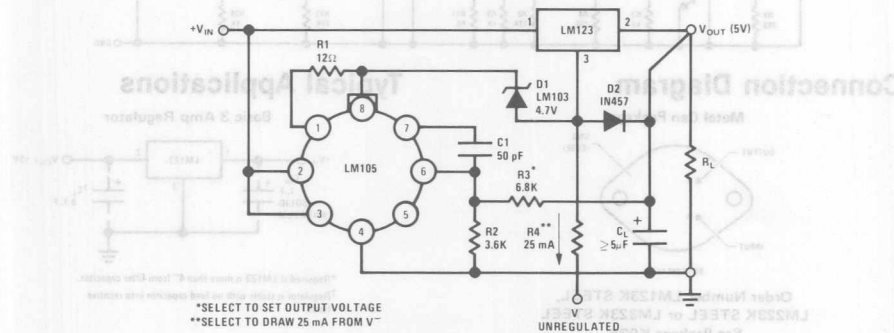 +VIN
1
LM123
2
VOUT (5V)
3
R1
12Ω
D1
LM103
4.7V
D2
IN457
8
1
7
2
LM105
6
3
5
4
C1
50 pF
R3*
6.8K
RL
R2
3.6K
R4**
25 mA
+
CL
≥5μF
*SELECT TO SET OUTPUT VOLTAGE
**SELECT TO DRAW 25 mA FROM V−
V−
UNREGULATED
Connection Diagram
Typical Applications
Metal Can
Basic 3 Amp Regulator
Order Number LM123K STEEL,
LM223K STEEL or LM323K STEEL